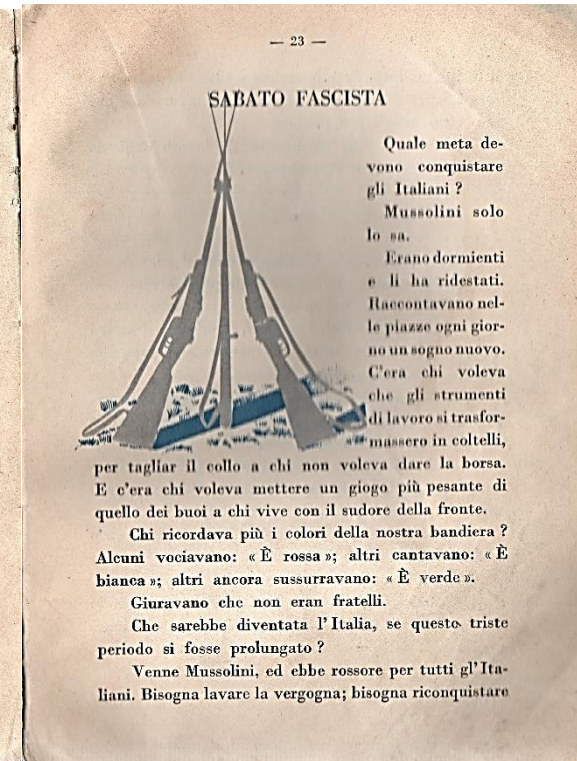 — 23 —
SABATO FASCISTA
Quale meta de-
vono conquistare
gli Italiani ?
Mussolini solo
lo sa.
Erano dormienti
e li ha ridestati.
Raccontavano nel-
le piazze ogni gior-
no un sogno nuovo.
C'era chi voleva
che gli strumenti
di lavoro si trasfor-
massero in coltelli,
per tagliar il collo a chi non voleva dare la borsa.
E c'era chi voleva mettere un giogo più pesante di
quello dei buoi a chi vive con il sudore della fronte.
Chi ricordava più i colori della nostra bandiera ?
Alcuni vociavano: « È rossa »; altri cantavano: « È
bianca »; altri ancora sussurravano: « È verde ».
Giuravano che non eran fratelli.
Che sarebbe diventata l'Italia, se questo triste
periodo si fosse prolungato ?
Venne Mussolini, ed ebbe rossore per tutti gl'Ita-
liani. Bisogna lavare la vergogna; bisogna riconquistare